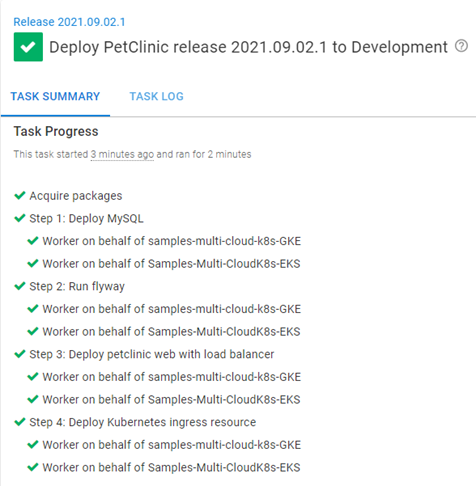 Release 2021.09.02.1
Deploy PetClinic release 2021.09.02.1 to Development ?
TASK SUMMARY TASK LOG
Task Progress
This task started 3 minutes ago and ran for 2 minutes
Acquire packages
Step 1: Deploy MySQL
Worker on behalf of samples-multi-cloud-k8s-GKE
Worker on behalf of Samples-Multi-CloudK8s-EKS
Step 2: Run flyway
Worker on behalf of samples-multi-cloud-k8s-GKE
Worker on behalf of Samples-Multi-CloudK8s-EKS
Step 3: Deploy petclinic web with load balancer
Worker on behalf of samples-multi-cloud-k8s-GKE
Worker on behalf of Samples-Multi-CloudK8s-EKS
Step 4: Deploy Kubernetes ingress resource
Worker on behalf of samples-multi-cloud-k8s-GKE
Worker on behalf of Samples-Multi-CloudK8s-EKS